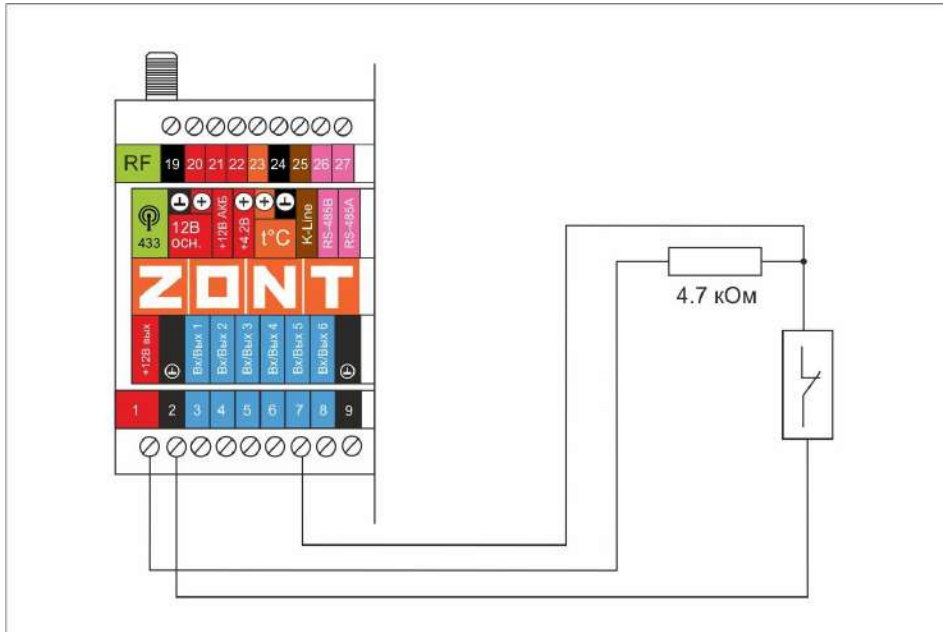 RF 19 20 21 22 23 24 25 26 27
433
12В
осн.
+12В АКБ
+4.2В
t°C
K-Line
RS-485B
RS-485A
ZONT
+12В вых
Вх/Вых 1
Вх/Вых 2
Вх/Вых 3
Вх/Вых 4
Вх/Вых 5
Вх/Вых 6
1 2 3 4 5 6 7 8 9
4.7 кОм